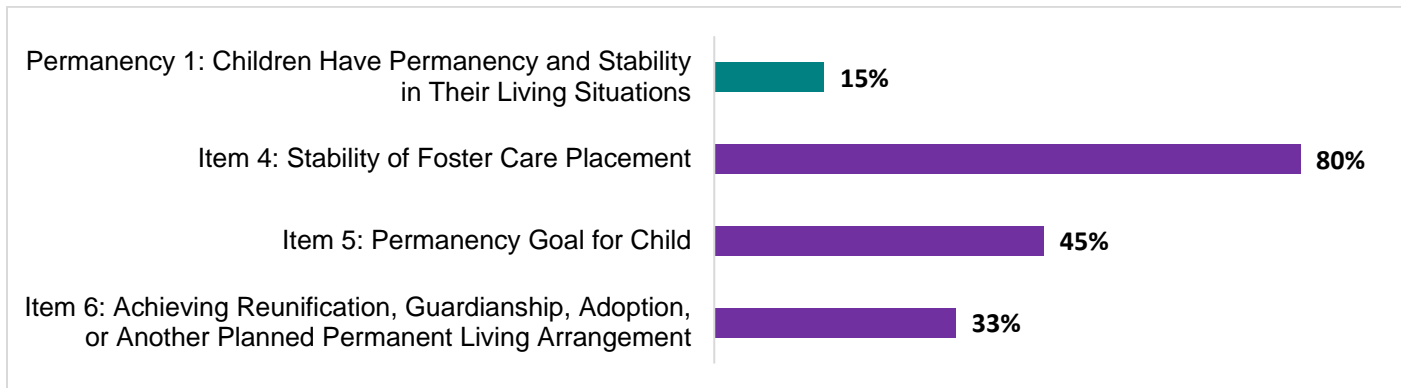 Permanency 1: Children Have Permanency and Stability
in Their Living Situations
15%
Item 4: Stability of Foster Care Placement
80%
Item 5: Permanency Goal for Child
45%
Item 6: Achieving Reunification, Guardianship, Adoption,
or Another Planned Permanent Living Arrangement
33%